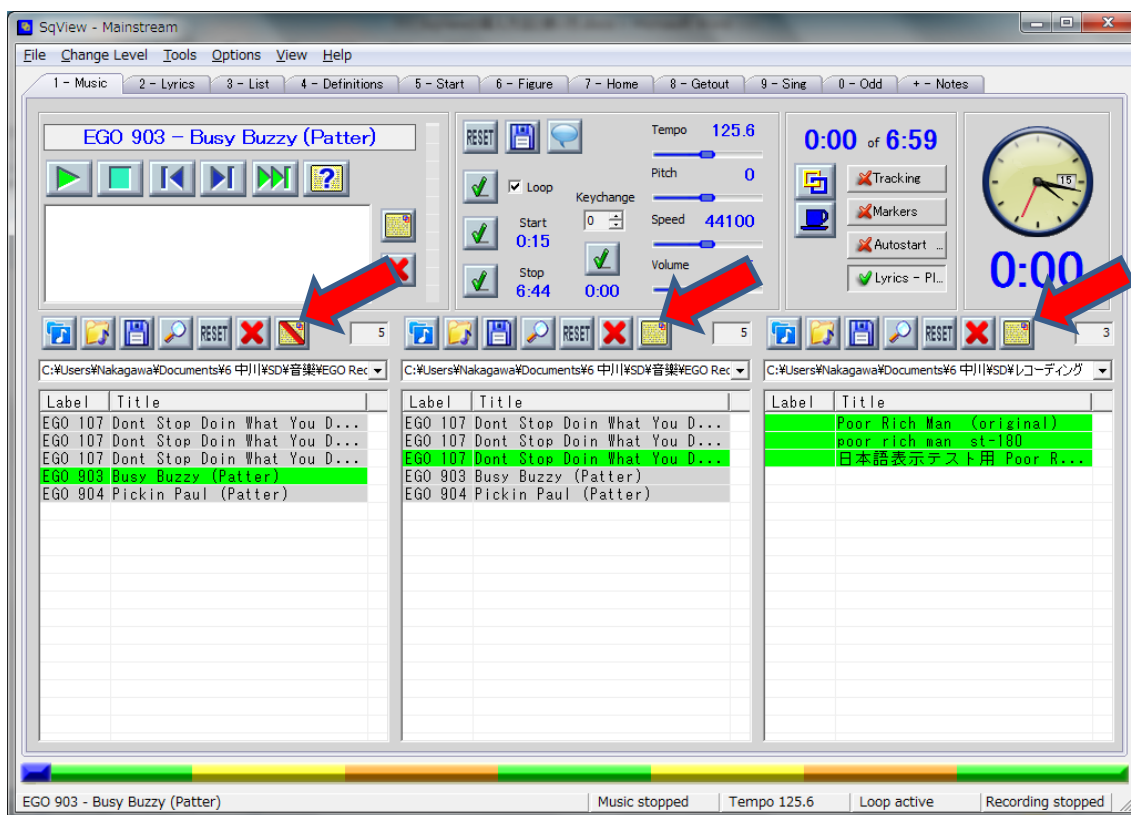 SqView - Mainstream
File Change Level Tools Options View Help
1 - Music 2 - Lyrics 3 - List 4 - Definitions 5 - Start 6 - Figure 7 - Home 8 - Getout 9 - Sing 0 - Odd + - Notes
EGO 903 - Busy Buzzy (Patter)
RESET
Tempo 125.6
Pitch 0
Loop
Keychange
0
Speed 44100
Start
0:15
Volume
Stop
6:44
0:00
0:00 of 6:59
Tracking
Markers
Autostart ...
Lyrics - Pl...
15
0:00
RESET 5
RESET 5
RESET 3
C:¥Users¥Nakagawa¥Documents¥6 中川¥SD¥音楽¥EGO Rec
C:¥Users¥Nakagawa¥Documents¥6 中川¥SD¥音楽¥EGO Rec
C:¥Users¥Nakagawa¥Documents¥6 中川¥SD¥レコーディング
Label Title
EGO 107 Dont Stop Doin What You D...
EGO 107 Dont Stop Doin What You D...
EGO 107 Dont Stop Doin What You D...
EGO 903 Busy Buzzy (Patter)
EGO 904 Pickin Paul (Patter)
Label Title
EGO 107 Dont Stop Doin What You D...
EGO 107 Dont Stop Doin What You D...
EGO 107 Dont Stop Doin What You D...
EGO 903 Busy Buzzy (Patter)
EGO 904 Pickin Paul (Patter)
Label Title
Poor Rich Man (original)
poor rich man st-180
日本語表示テスト用 Poor R...
EGO 903 - Busy Buzzy (Patter) Music stopped Tempo 125.6 Loop active Recording stopped